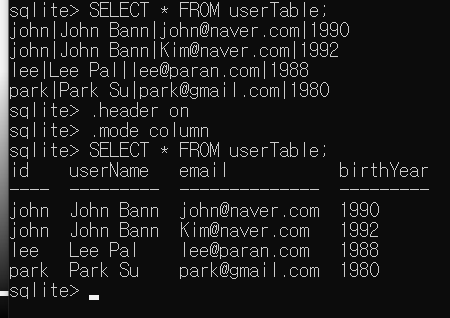 sqlite> SELECT * FROM userTable;
john|John Bann|john@naver.com|1990
john|John Bann|Kim@naver.com|1992
lee|Lee Pal|lee@paran.com|1988
park|Park Su|park@gmail.com|1980
sqlite> .header on
sqlite> .mode column
sqlite> SELECT * FROM userTable;
id    userName   email           birthYear
----  ---------  --------------  ---------
john  John Bann  john@naver.com  1990
john  John Bann  Kim@naver.com   1992
lee   Lee Pal    lee@paran.com   1988
park  Park Su    park@gmail.com  1980
sqlite>